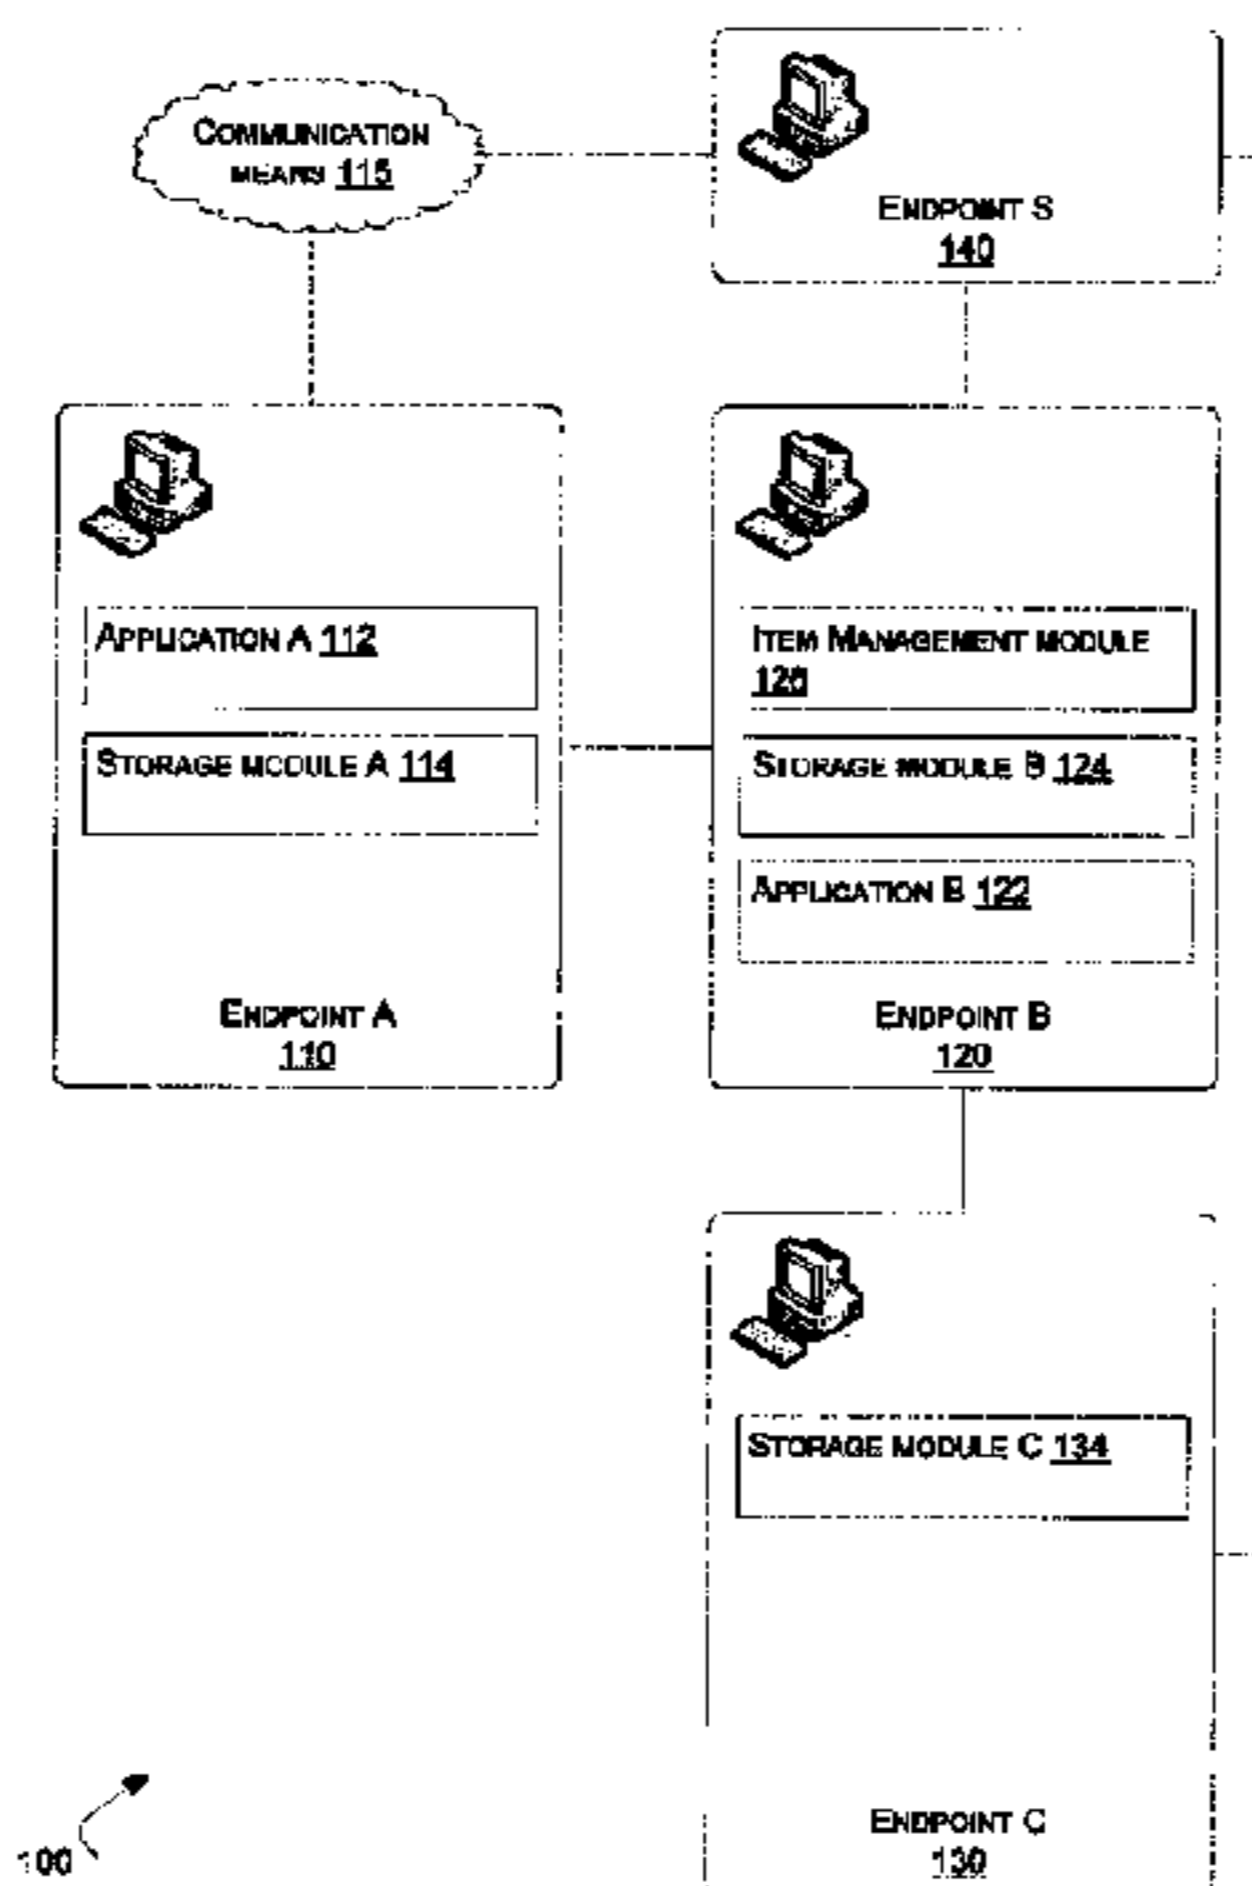 COMMUNICATION
MEANS 115
ENDPOINT S
140
APPLICATION A 112
STORAGE MODULE A 114
ENDPOINT A
110
ITEM MANAGEMENT MODULE
126
STORAGE MODULE B 124
APPLICATION B 122
ENDPOINT B
120
STORAGE MODULE C 134
ENDPOINT C
130
100